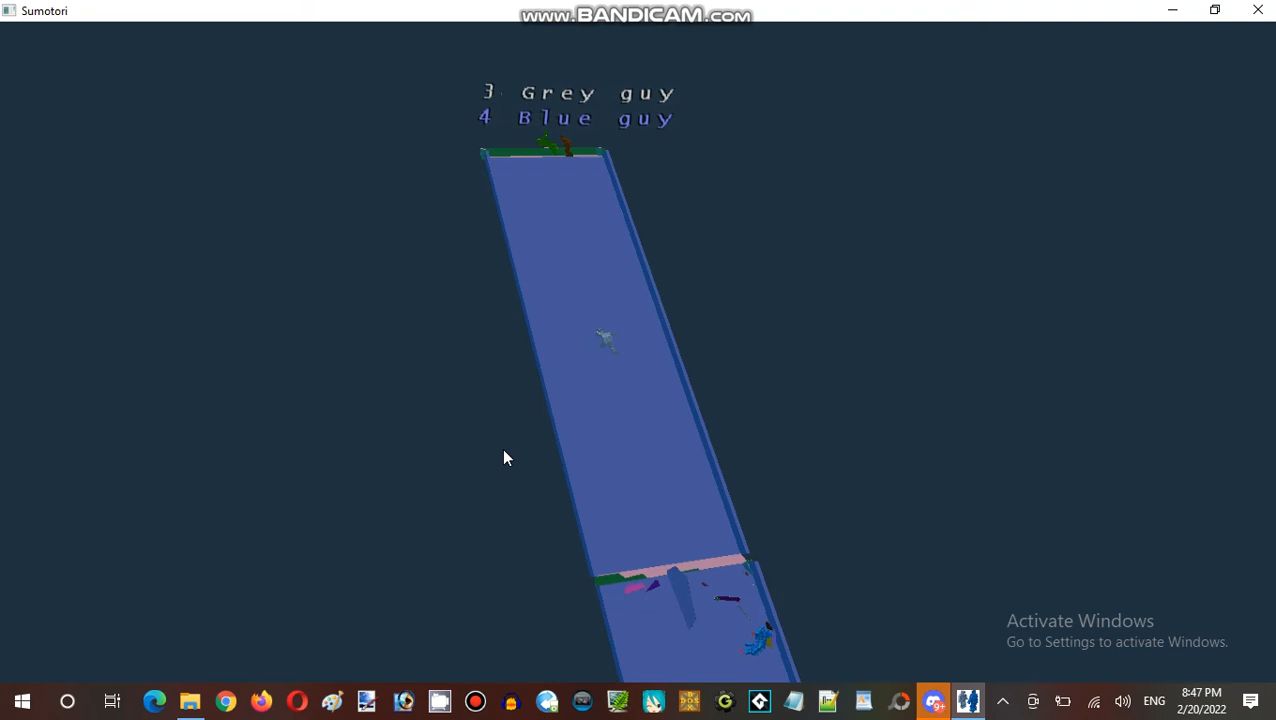 Sumotori
www.BANDICAM.com
3 Grey guy
4 Blue guy
Activate Windows
Go to Settings to activate Windows.
ENG
8:47 PM
2/20/2022